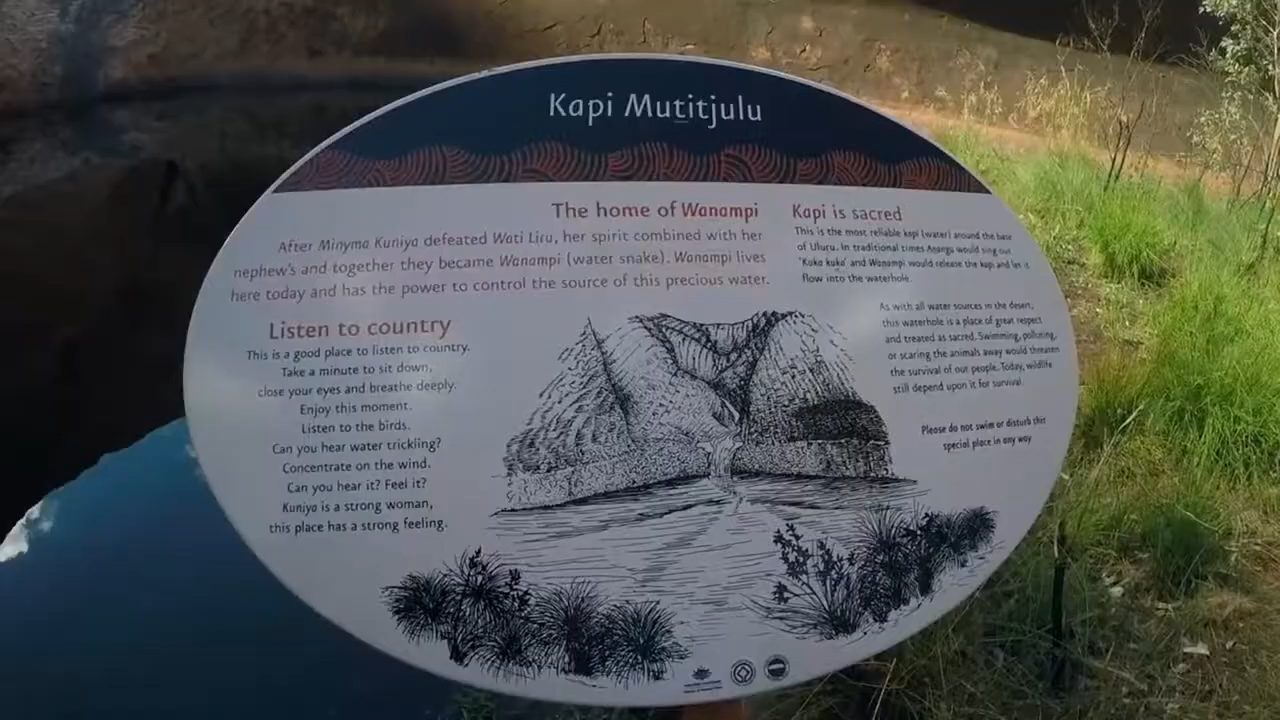 Kapi Mutitjulu
The home of Wanampi
After Minyma Kuniya defeated Wati Liru, her spirit combined with her
nephew's and together they became Wanampi (water snake). Wanampi lives
here today and has the power to control the source of this precious water.
Kapi is sacred
This is the most reliable kapi (water) around the base
of Uluru. In traditional times Anangu would sing out
'Kuka kuka' and Wanampi would release the kapi and let it
flow into the waterhole.
As with all water sources in the desert,
this waterhole is a place of great respect
and treated as sacred. Swimming, polluting,
or scaring the animals away would threaten
the survival of our people. Today, wildlife
still depend upon it for survival.
Please do not swim or disturb this
special place in any way
Listen to country
This is a good place to listen to country.
Take a minute to sit down,
close your eyes and breathe deeply.
Enjoy this moment.
Listen to the birds.
Can you hear water trickling?
Concentrate on the wind.
Can you hear it? Feel it?
Kuniya is a strong woman,
this place has a strong feeling.